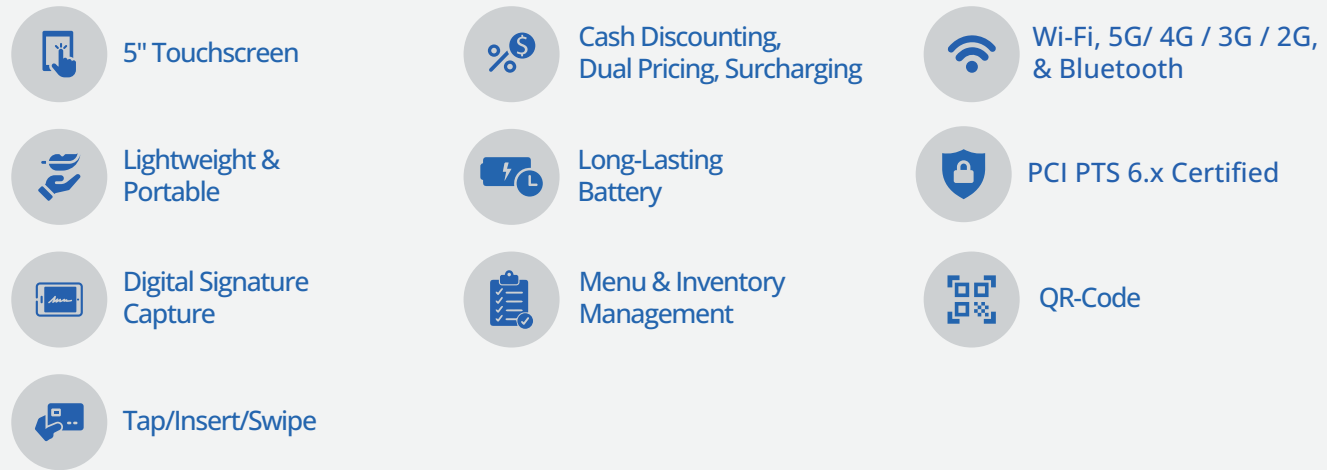 5" Touchscreen
Cash Discounting,
Dual Pricing, Surcharging
Wi-Fi, 5G/ 4G / 3G / 2G,
& Bluetooth
Lightweight &
Portable
Long-Lasting
Battery
PCI PTS 6.x Certified
Digital Signature
Capture
Menu & Inventory
Management
QR-Code
Tap/Insert/Swipe